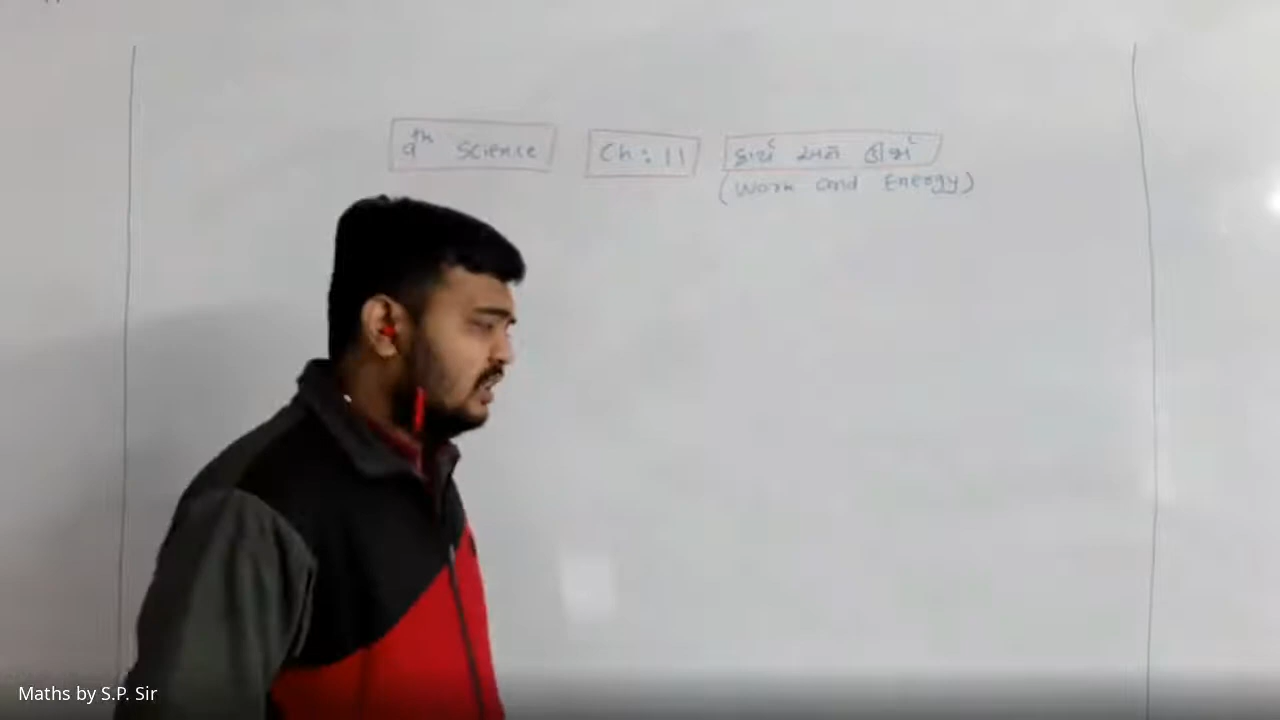 9th Science Ch: 11 કાર્ય અને ઊર્જા
(Work and Energy)
Maths by S.P. Sir